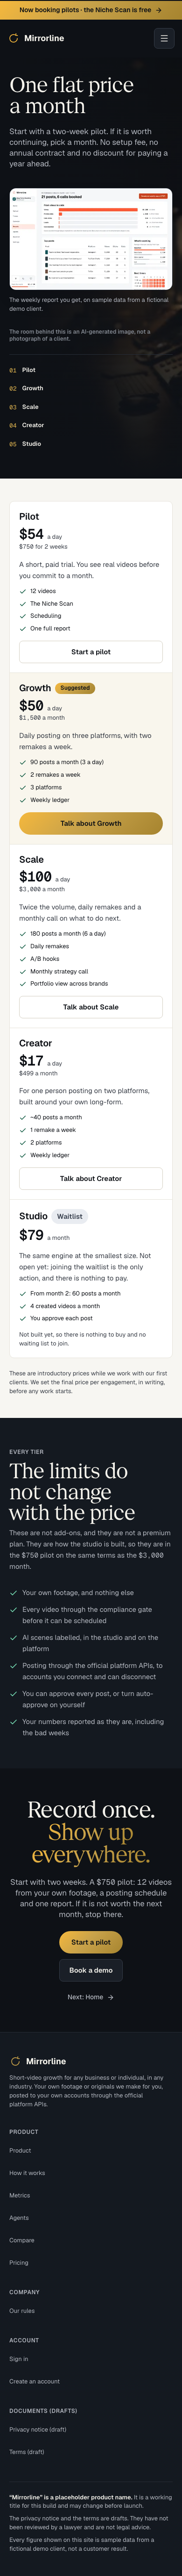 Now booking pilots · the Niche Scan is free →
Mirrorline
One flat price
a month
Start with a two-week pilot. If it is worth
continuing, pick a month. No setup fee, no
annual contract and no discount for paying a
year ahead.
The weekly report you get, on sample data from a fictional
demo client.
The room behind this is an AI-generated image, not a
photograph of a client.
01 Pilot
02 Growth
03 Scale
04 Creator
05 Studio
Pilot
$54 a day
$750 for 2 weeks
A short, paid trial. You see real videos before
you commit to a month.
12 videos
The Niche Scan
Scheduling
One full report
Start a pilot
Growth Suggested
$50 a day
$1,500 a month
Daily posting on three platforms, with two
remakes a week.
90 posts a month (3 a day)
2 remakes a week
3 platforms
Weekly ledger
Talk about Growth
Scale
$100 a day
$3,000 a month
Twice the volume, daily remakes and a
monthly call on what to do next.
180 posts a month (6 a day)
Daily remakes
A/B hooks
Monthly strategy call
Portfolio view across brands
Talk about Scale
Creator
$17 a day
$499 a month
For one person posting on two platforms,
built around your own long-form.
~40 posts a month
1 remake a week
2 platforms
Weekly ledger
Talk about Creator
Studio Waitlist
$79 a month
The same engine at the smallest size. Not
open yet: joining the waitlist is the only
action, and there is nothing to pay.
From month 2: 60 posts a month
4 created videos a month
You approve each post
Not built yet, so there is nothing to buy and no
waiting list to join.
These are introductory prices while we work with our first
clients. We set the final price per engagement, in writing,
before any work starts.
EVERY TIER
The limits do
not change
with the price
These are not add-ons, and they are not a premium
plan. They are how the studio is built, so they are in
the $750 pilot on the same terms as the $3,000
month.
Your own footage, and nothing else
Every video through the compliance gate
before it can be scheduled
AI scenes labelled, in the studio and on the
platform
Posting through the official platform APIs, to
accounts you connect and can disconnect
You can approve every post, or turn auto-
approve on yourself
Your numbers reported as they are, including
the bad weeks
Record once.
Show up
everywhere.
Start with two weeks. A $750 pilot: 12 videos
from your own footage, a posting schedule
and one report. If it is not worth the next
month, stop there.
Start a pilot
Book a demo
Next: Home →
Mirrorline
Short-video growth for any business or individual, in any
industry. Your own footage or originals we make for you,
posted to your own accounts through the official
platform APIs.
PRODUCT
Product
How it works
Metrics
Agents
Compare
Pricing
COMPANY
Our rules
ACCOUNT
Sign in
Create an account
DOCUMENTS (DRAFTS)
Privacy notice (draft)
Terms (draft)
"Mirrorline" is a placeholder product name. It is a working
title for this build and may change before launch.
The privacy notice and the terms are drafts. They have not
been reviewed by a lawyer and are not legal advice.
Every figure shown on this site is sample data from a
fictional demo client, not a customer result.